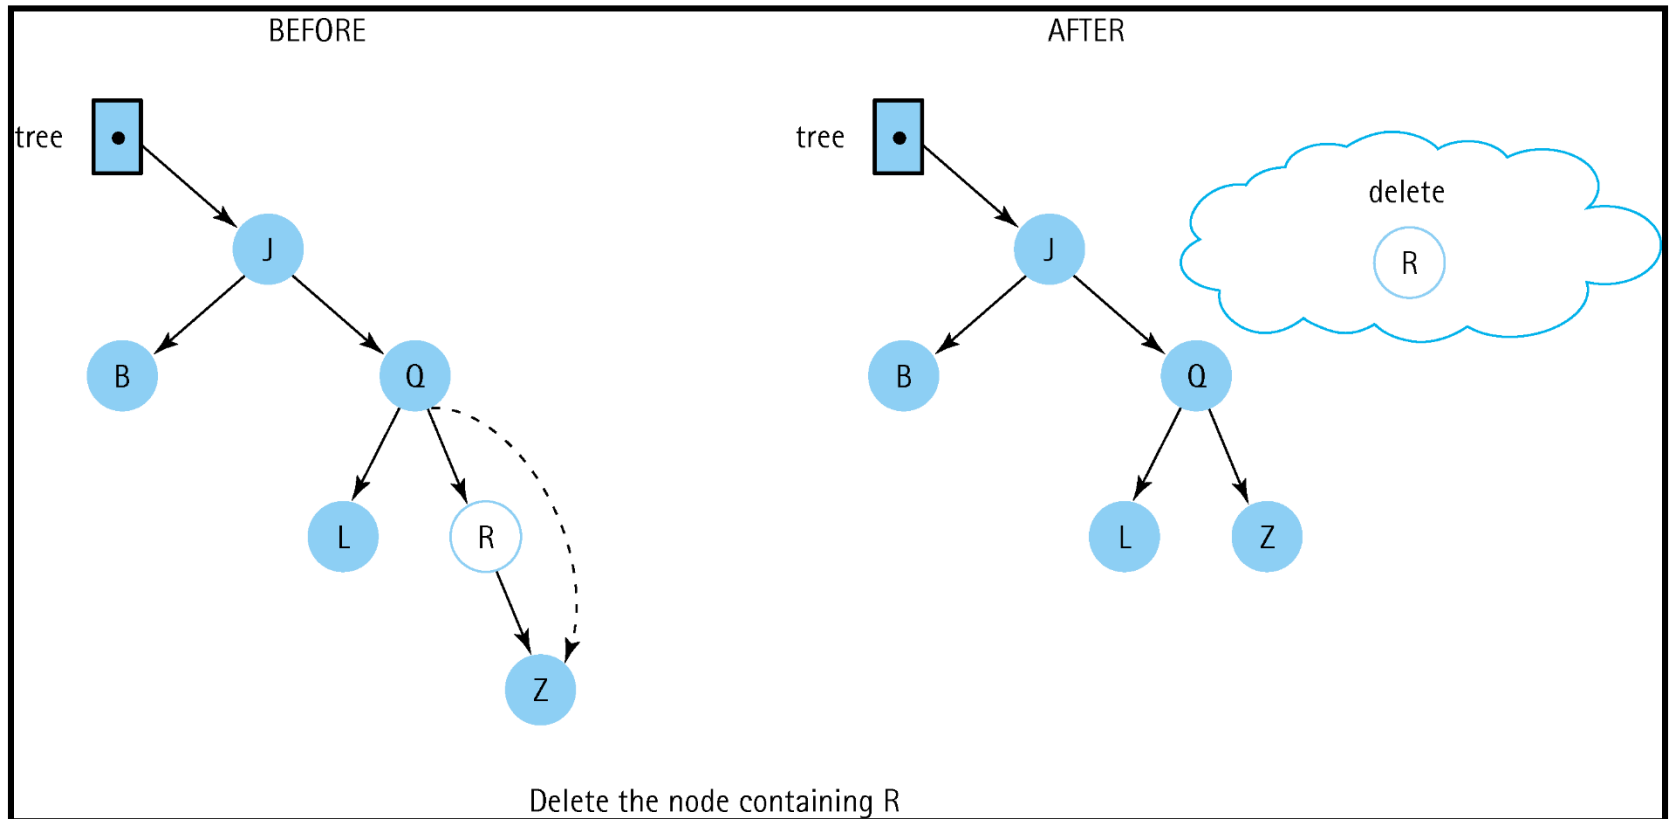 BEFORE
AFTER
tree
tree
delete
J
J
R
B
Q
B
Q
L
R
L
Z
Z
Delete the node containing R